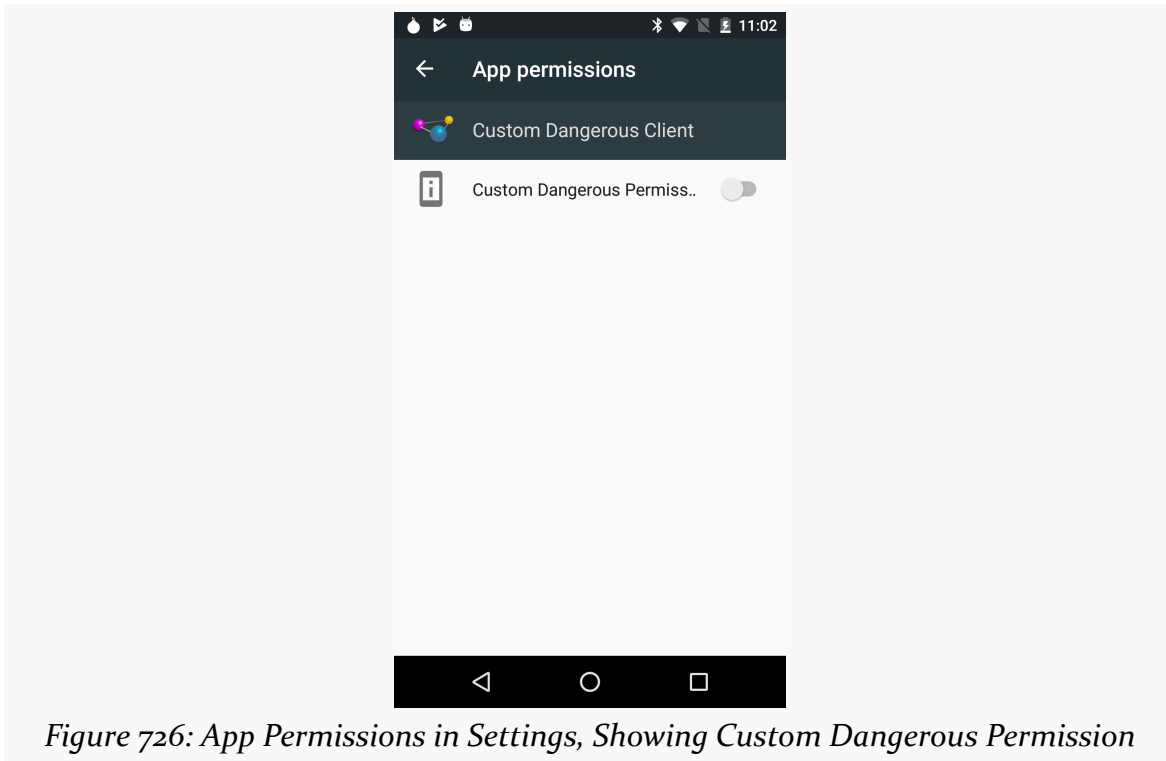 11:02
App permissions
Custom Dangerous Client
Custom Dangerous Permiss..
Figure 726: App Permissions in Settings, Showing Custom Dangerous Permission